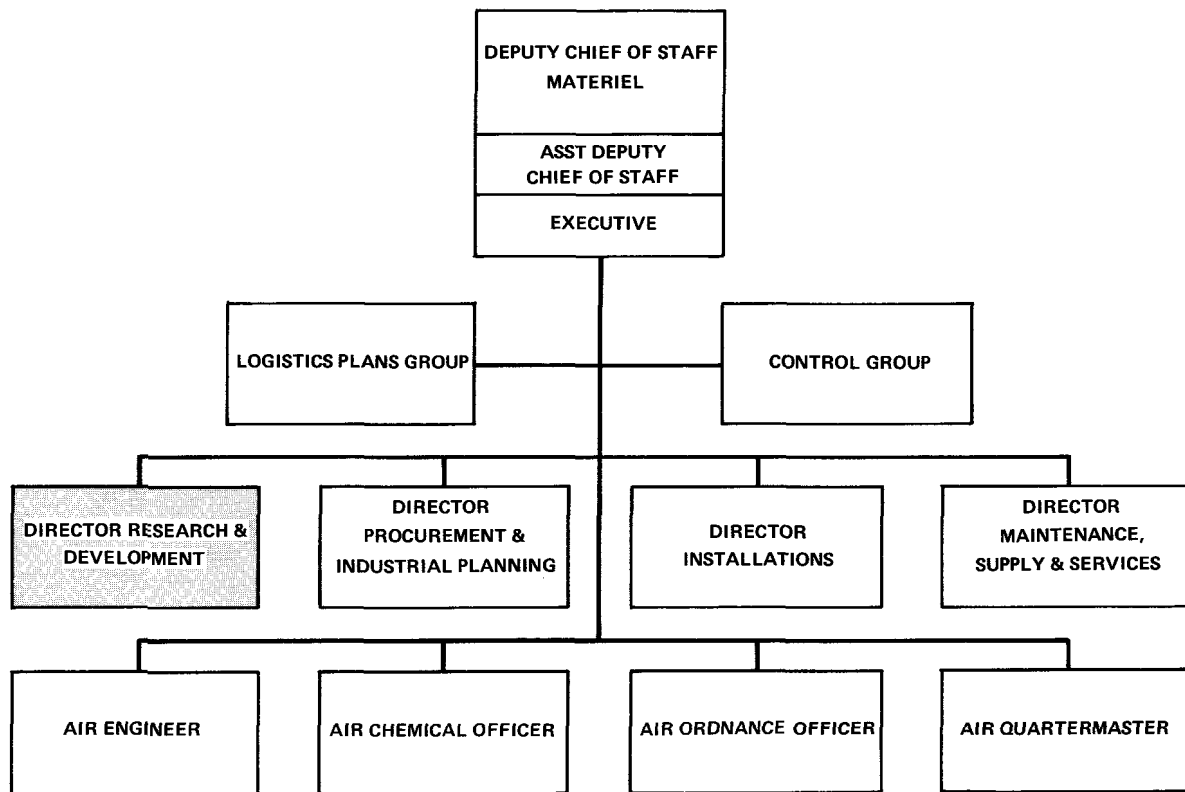 DEPUTY CHIEF OF STAFF
MATERIEL
ASST DEPUTY
CHIEF OF STAFF
EXECUTIVE
LOGISTICS PLANS GROUP
CONTROL GROUP
DIRECTOR RESEARCH &
DEVELOPMENT
DIRECTOR
PROCUREMENT &
INDUSTRIAL PLANNING
DIRECTOR
INSTALLATIONS
DIRECTOR
MAINTENANCE,
SUPPLY & SERVICES
AIR ENGINEER
AIR CHEMICAL OFFICER
AIR ORDNANCE OFFICER
AIR QUARTERMASTER